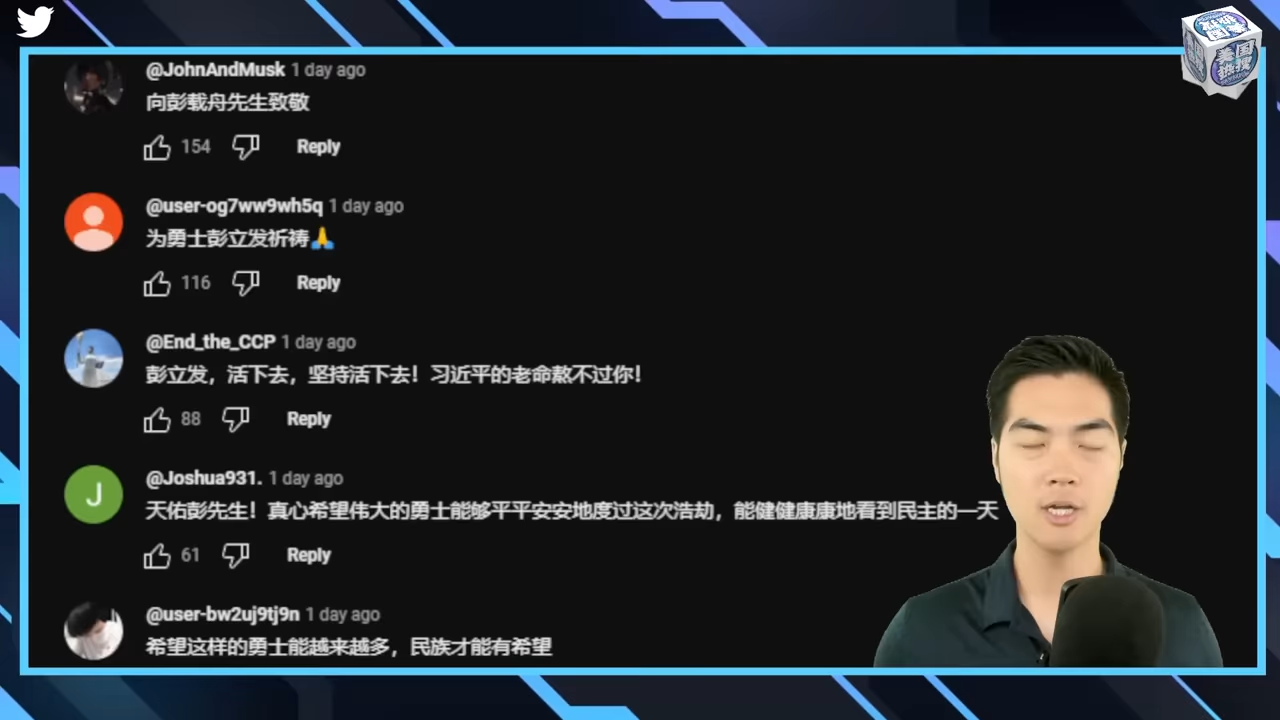 @JohnAndMusk 1 day ago
向彭载舟先生致敬
154 Reply
@user-og7ww9wh5q 1 day ago
为勇士彭立发祈祷🙏
116 Reply
@End_the_CCP 1 day ago
彭立发，活下去，坚持活下去！习近平的老命熬不过你！
88 Reply
J
@Joshua931. 1 day ago
天佑彭先生！真心希望伟大的勇士能够平平安安地度过这次浩劫，能健健康康地看到民主的一天
61 Reply
@user-bw2uj9tj9n 1 day ago
希望这样的勇士能越来越多，民族才能有希望
美国
热搜